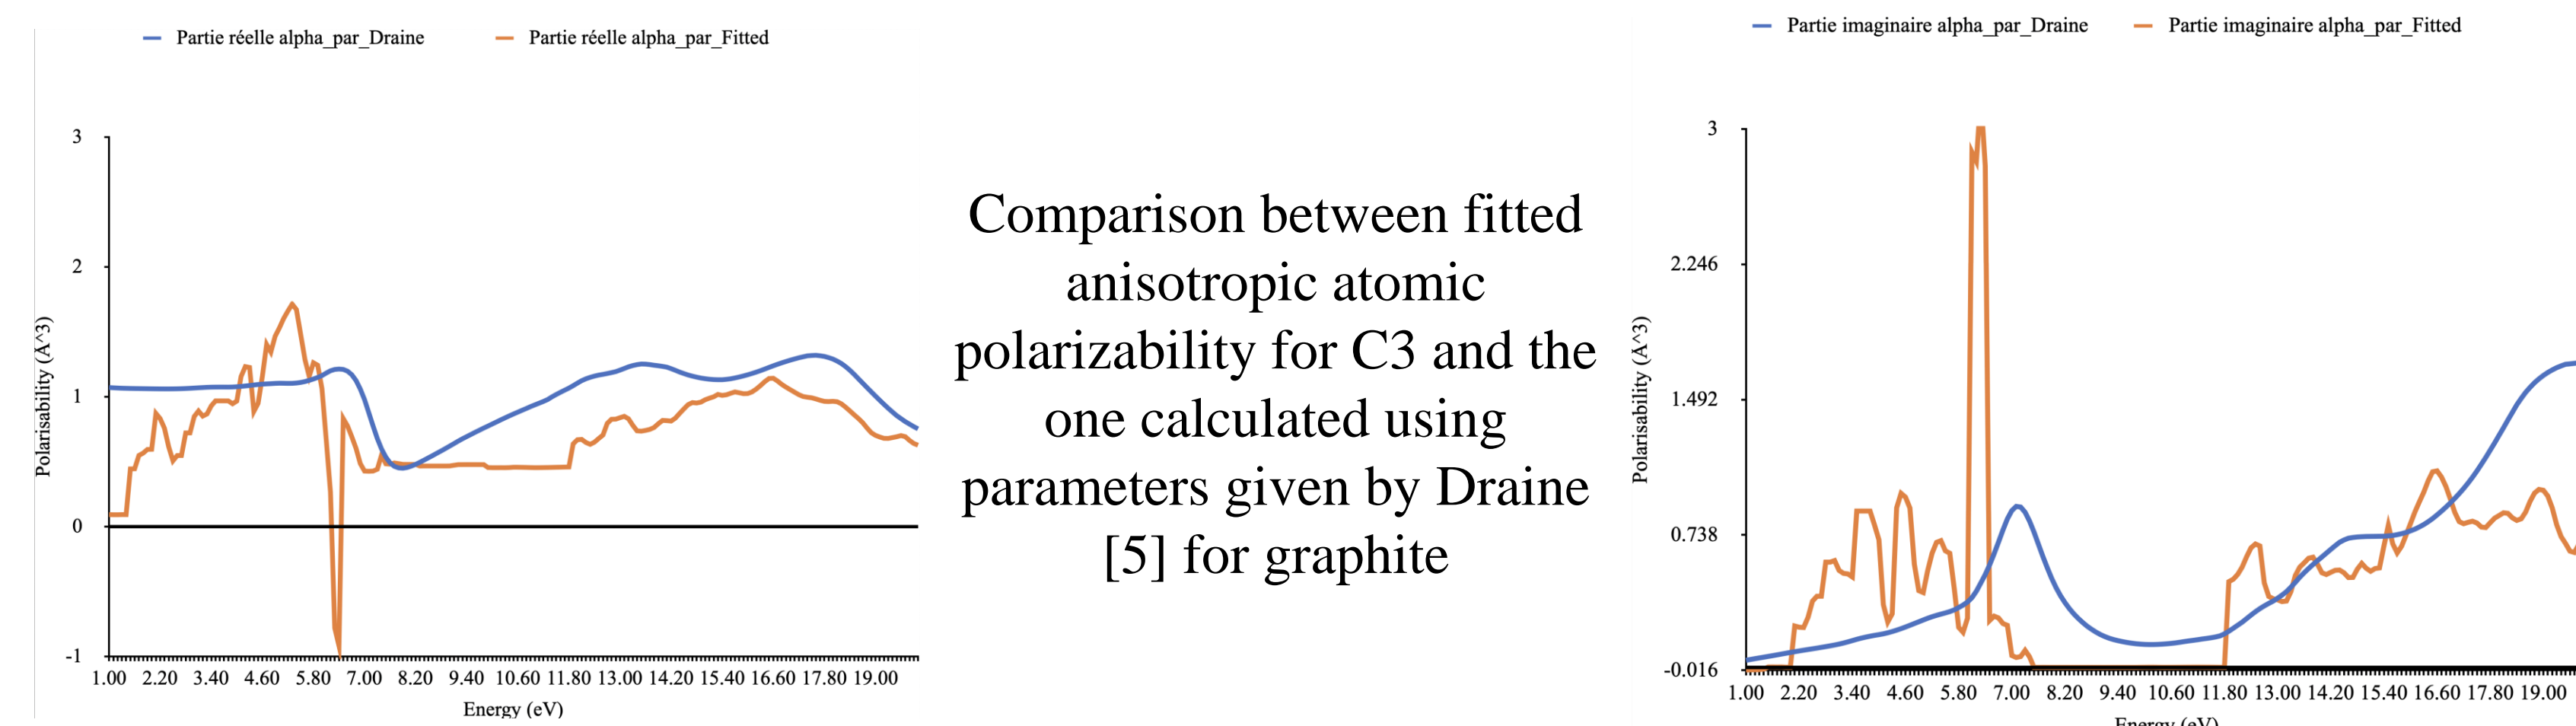 Partie réelle alpha_par_Draine
Partie réelle alpha_par_Fitted
3
2
1
0
-1
Polarisability (Å^3)
1.00 2.20 3.40 4.60 5.80 7.00 8.20 9.40 10.60 11.80 13.00 14.20 15.40 16.60 17.80 19.00
Energy (eV)
Comparison between fitted
anisotropic atomic
polarizability for C3 and the
one calculated using
parameters given by Draine
[5] for graphite
Partie imaginaire alpha_par_Draine
Partie imaginaire alpha_par_Fitted
3
2.246
1.492
0.738
-0.016
Polarisability (Å^3)
1.00 2.20 3.40 4.60 5.80 7.00 8.20 9.40 10.60 11.80 13.00 14.20 15.40 16.60 17.80 19.00
Energy (eV)